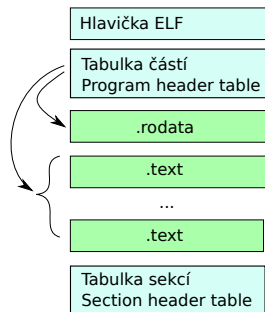 Hlavička ELF
Tabulka částí
Program header table
.rodata
.text
...
.text
Tabulka sekcí
Section header table